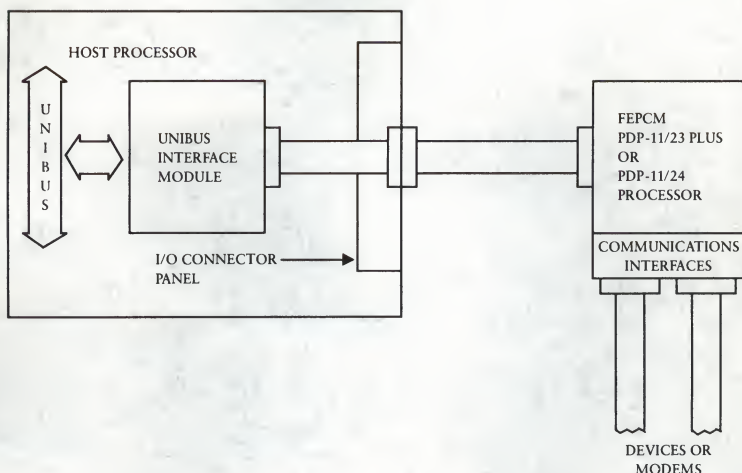 HOST PROCESSOR
U
N
I
B
U
S
UNIBUS
INTERFACE
MODULE
I/O CONNECTOR
PANEL
FEPCM
PDP-11/23 PLUS
OR
PDP-11/24
PROCESSOR
COMMUNICATIONS
INTERFACES
DEVICES OR
MODEMS